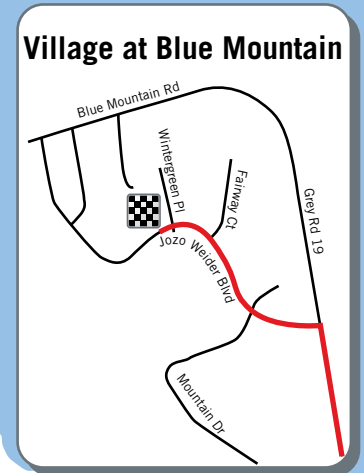 Village at Blue Mountain
Blue Mountain Rd
Wintergreen Pl
Fairway Ct
Grey Rd 19
Jozo Weider Blvd
Mountain Dr